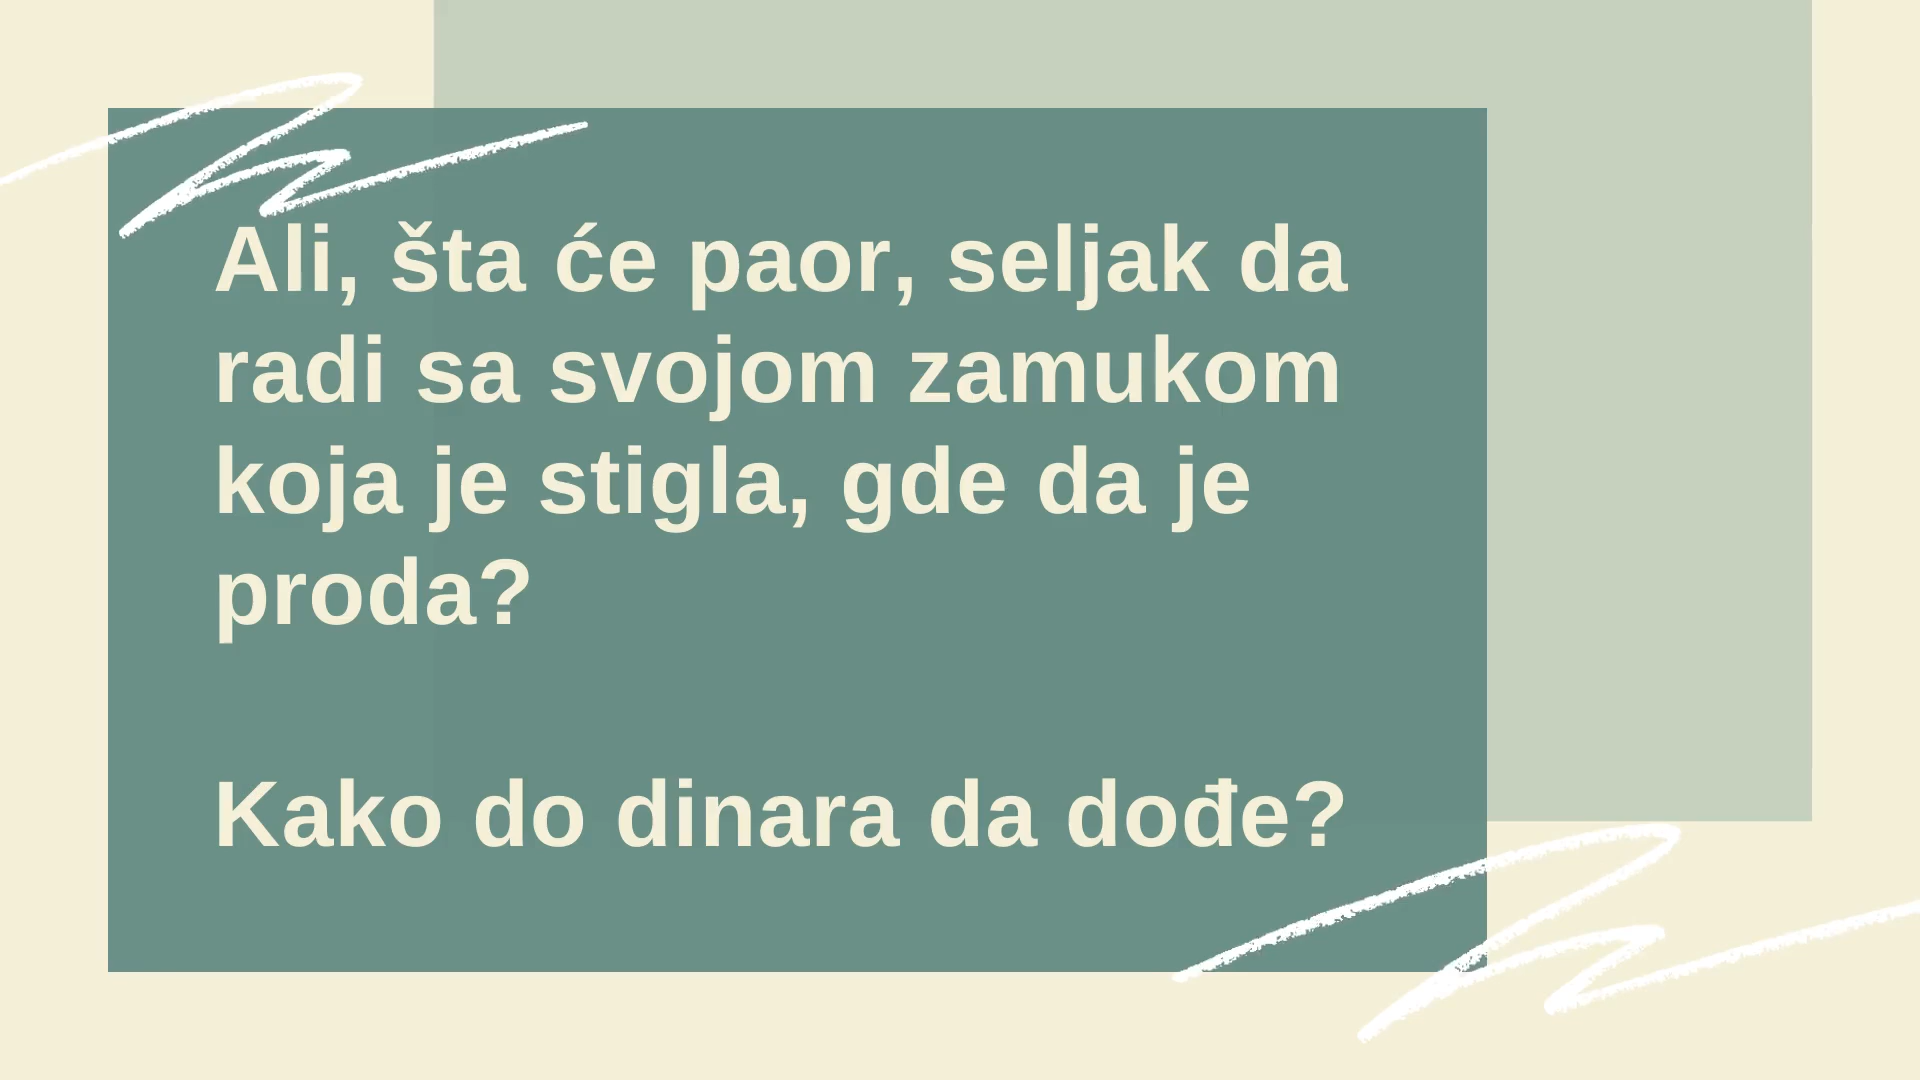 Ali, šta će paor, seljak da
radi sa svojom zamukom
koja je stigla, gde da je
proda?
Kako do dinara da dođe?